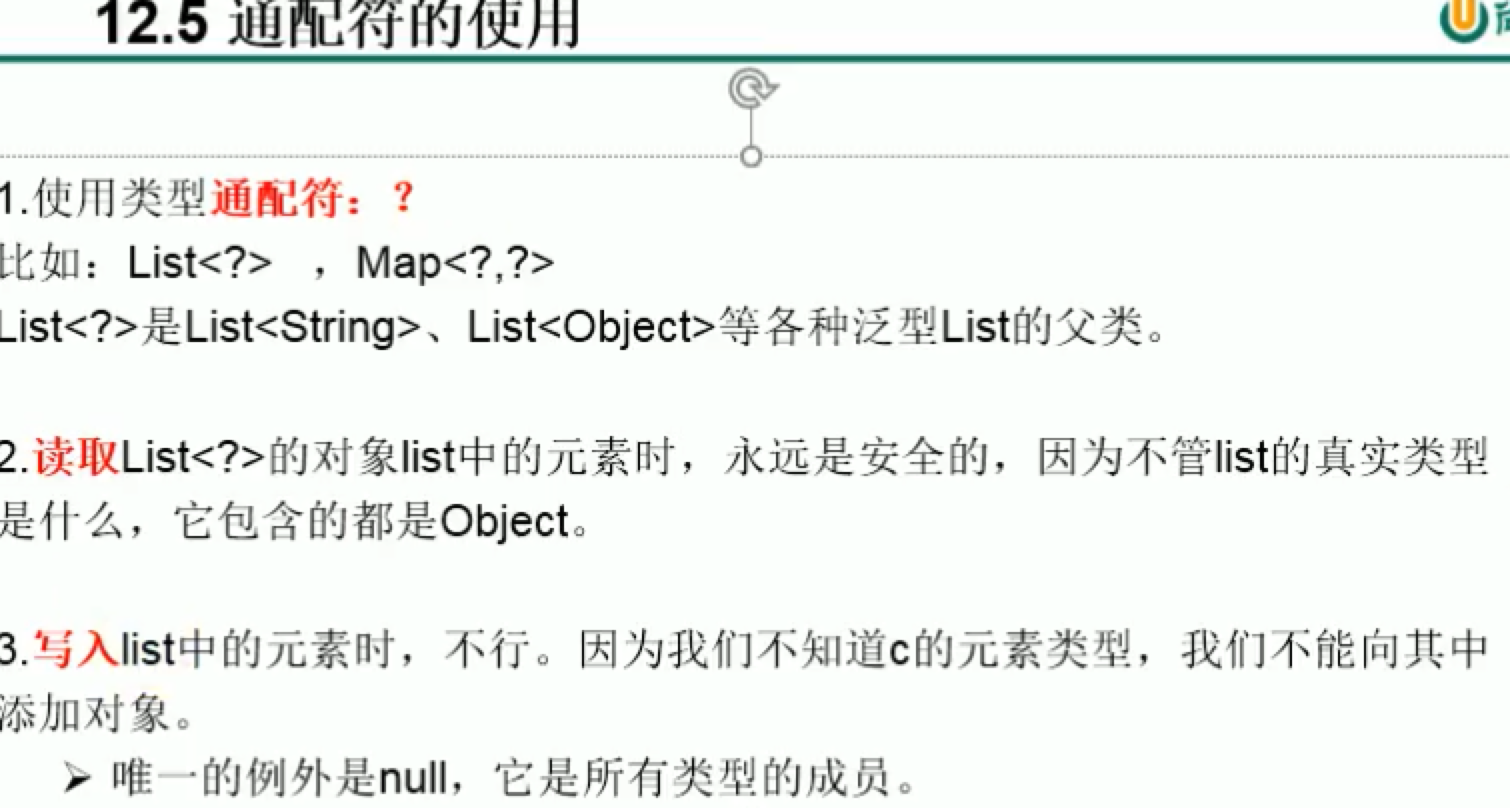 12.5 通配符的使用
1.使用类型通配符：？
比如：List<?> ，Map<?,?>
List<?>是List<String>、List<Object>等各种泛型List的父类。
2.读取List<?>的对象list中的元素时，永远是安全的，因为不管list的真实类型
是什么，它包含的都是Object。
3.写入list中的元素时，不行。因为我们不知道c的元素类型，我们不能向其中
添加对象。
➢ 唯一的例外是null，它是所有类型的成员。